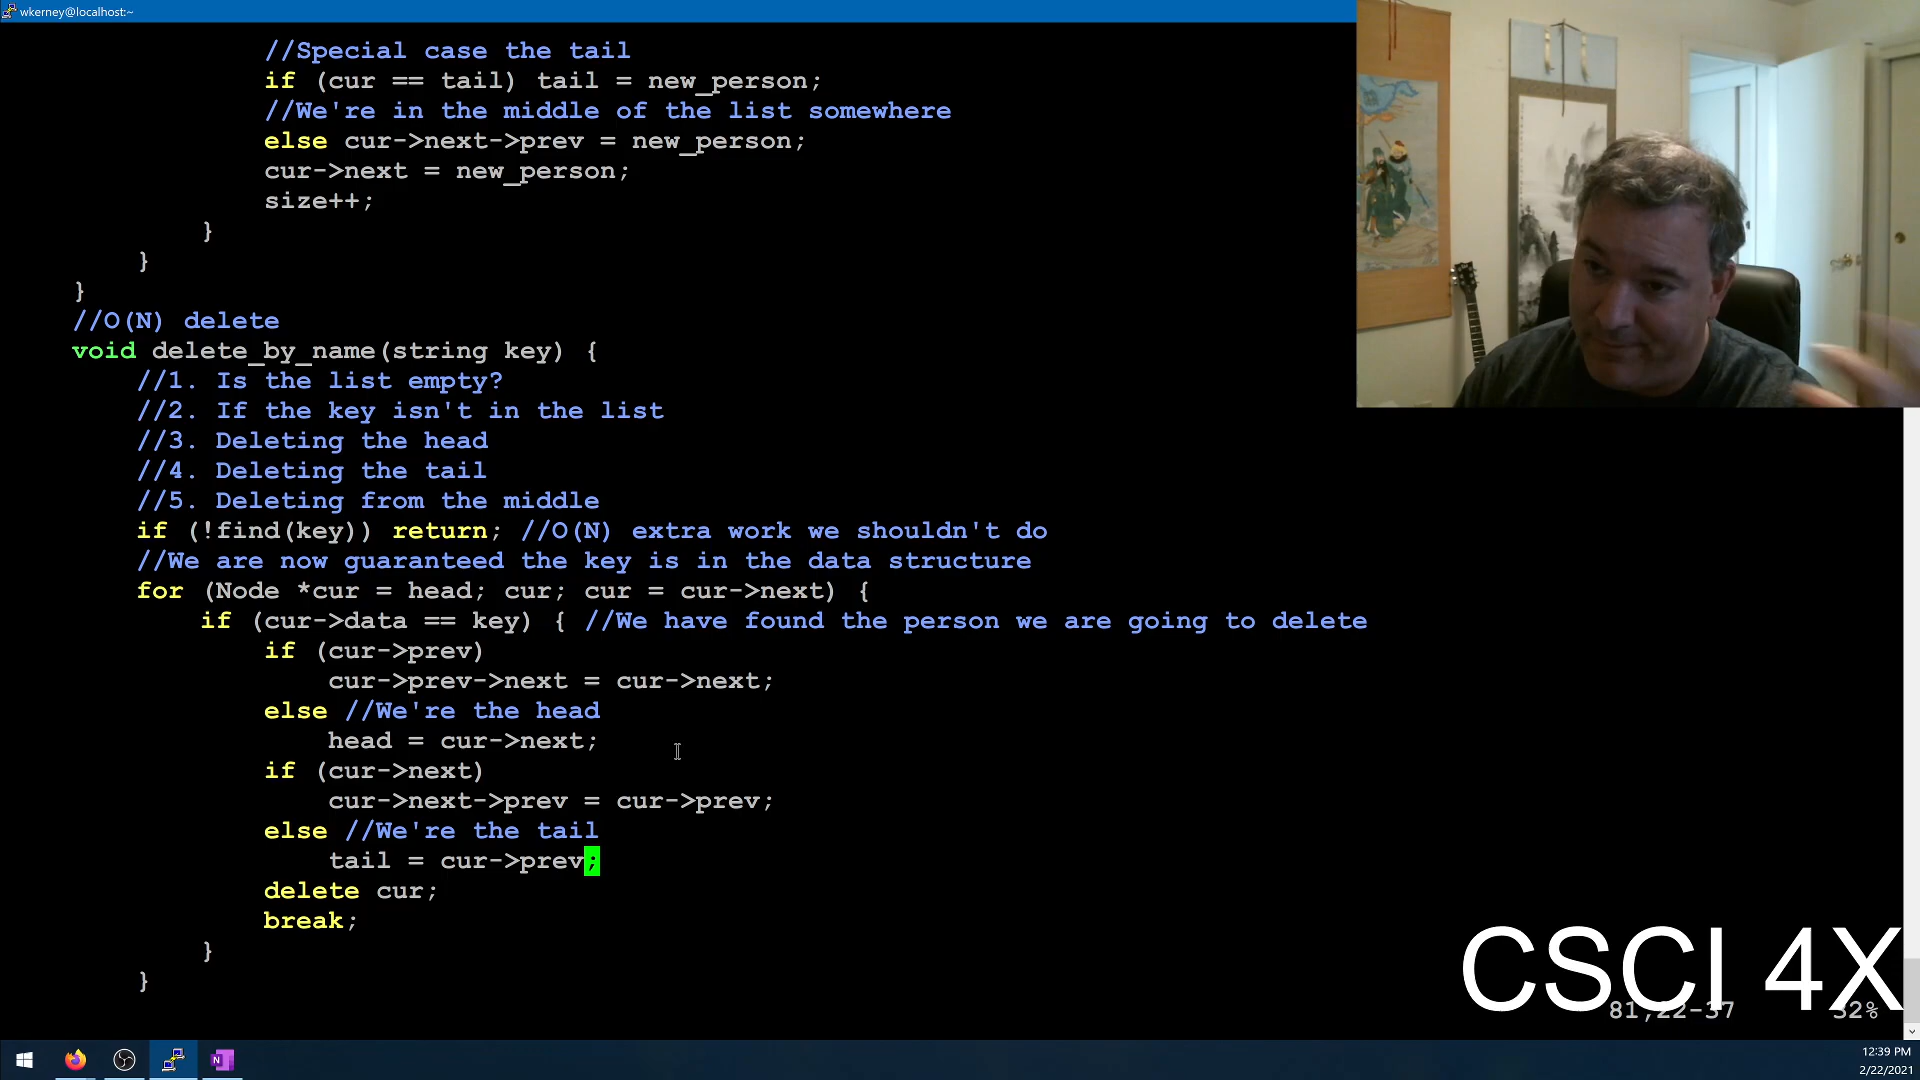 wkerney@localhost:~
//Special case the tail
if (cur == tail) tail = new_person;
//We're in the middle of the list somewhere
else cur->next->prev = new_person;
cur->next = new_person;
size++;
}
}
}
//O(N) delete
void delete_by_name(string key) {
//1. Is the list empty?
//2. If the key isn't in the list
//3. Deleting the head
//4. Deleting the tail
//5. Deleting from the middle
if (!find(key)) return; //O(N) extra work we shouldn't do
//We are now guaranteed the key is in the data structure
for (Node *cur = head; cur; cur = cur->next) {
if (cur->data == key) { //We have found the person we are going to delete
if (cur->prev)
cur->prev->next = cur->next;
else //We're the head
head = cur->next;
if (cur->next)
cur->next->prev = cur->prev;
else //We're the tail
tail = cur->prev;
delete cur;
break;
}
}
CSCI 4X
81,22-37 32%
N
12:39 PM
2/22/2021